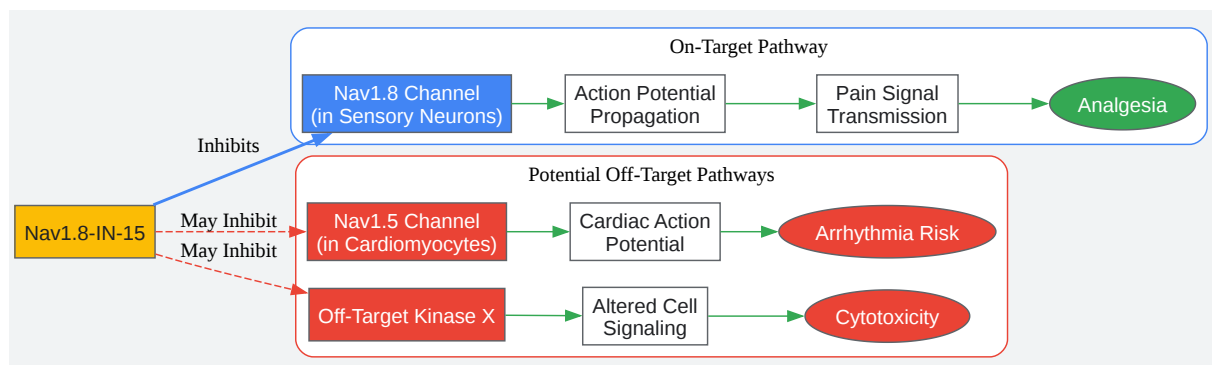 On-Target Pathway
Nav1.8 Channel
(in Sensory Neurons)
Action Potential
Propagation
Pain Signal
Transmission
Analgesia
Inhibits
Potential Off-Target Pathways
Nav1.8-IN-15
May Inhibit
Nav1.5 Channel
(in Cardiomyocytes)
Cardiac Action
Potential
Arrhythmia Risk
May Inhibit
Off-Target Kinase X
Altered Cell
Signaling
Cytotoxicity